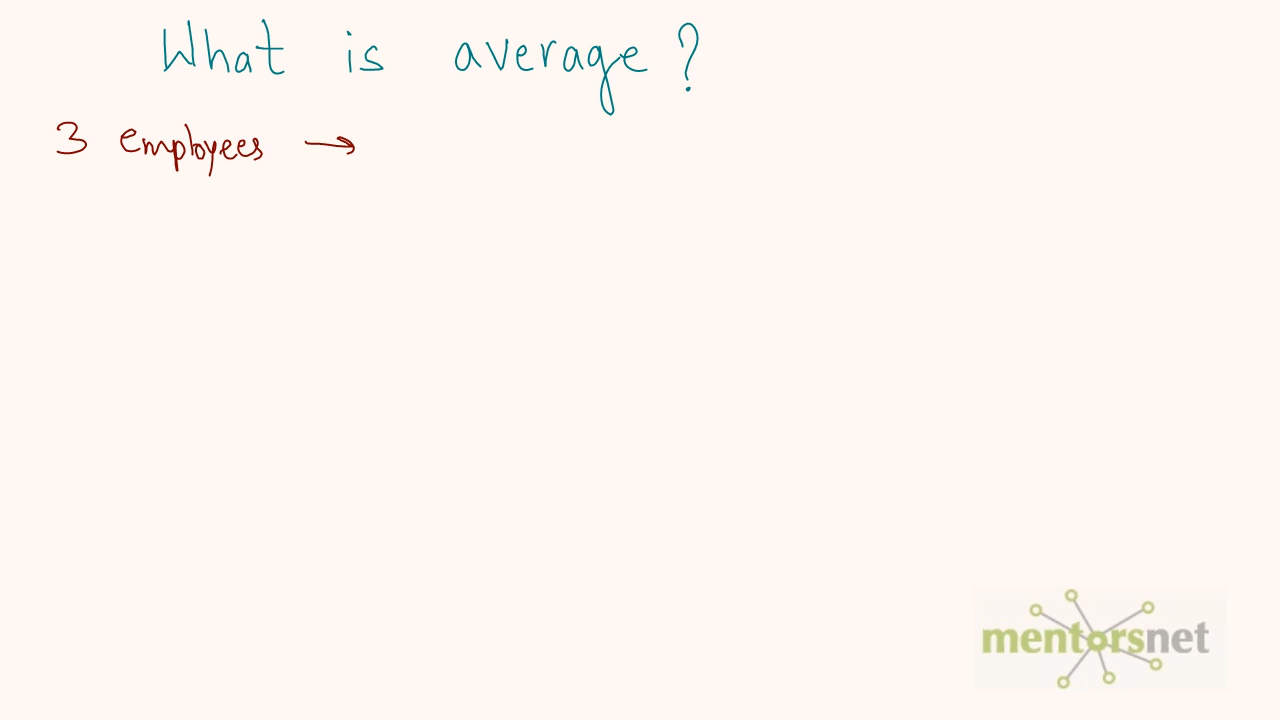 What is average?
3 employees →
mentorsnet